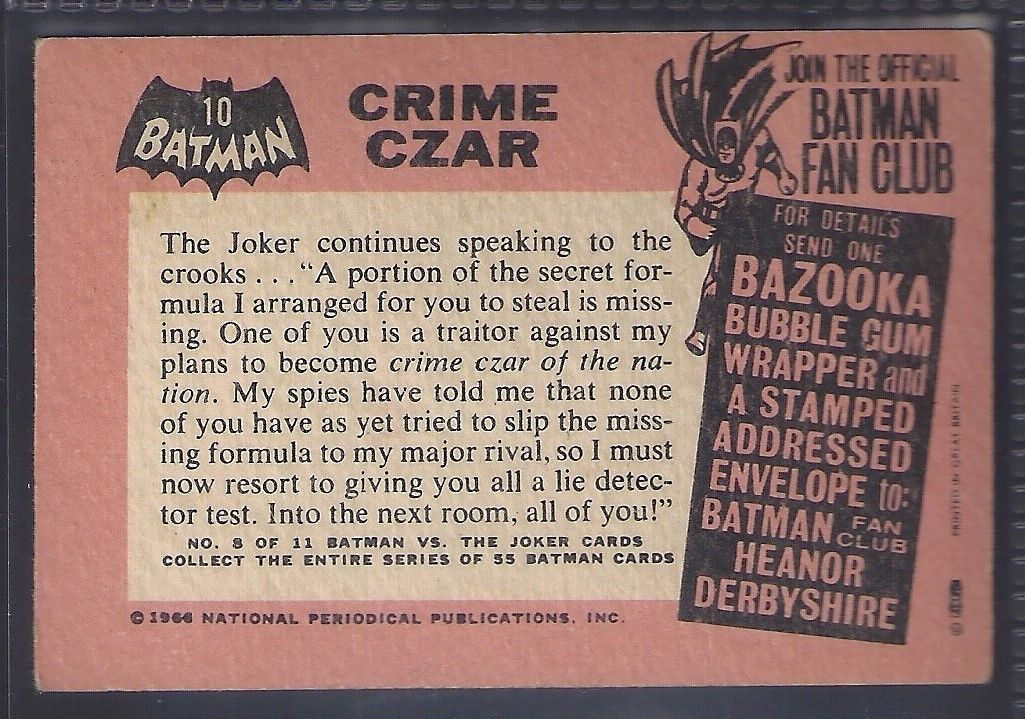 10
BATMAN
CRIME
CZAR
The Joker continues speaking to the
crooks . . . “A portion of the secret for-
mula I arranged for you to steal is miss-
ing. One of you is a traitor against my
plans to become crime czar of the na-
tion. My spies have told me that none
of you have as yet tried to slip the miss-
ing formula to my major rival, so I must
now resort to giving you all a lie detec-
tor test. Into the next room, all of you!”
NO. 8 OF 11 BATMAN VS. THE JOKER CARDS
COLLECT THE ENTIRE SERIES OF 55 BATMAN CARDS
© 1966 NATIONAL PERIODICAL PUBLICATIONS, INC.
JOIN THE OFFICIAL
BATMAN
FAN CLUB
FOR DETAILS
SEND ONE
BAZOOKA
BUBBLE GUM
WRAPPER and
A STAMPED
ADDRESSED
ENVELOPE to:
BATMAN FAN CLUB
HEANOR
DERBYSHIRE
PRINTED IN GREAT BRITAIN
©